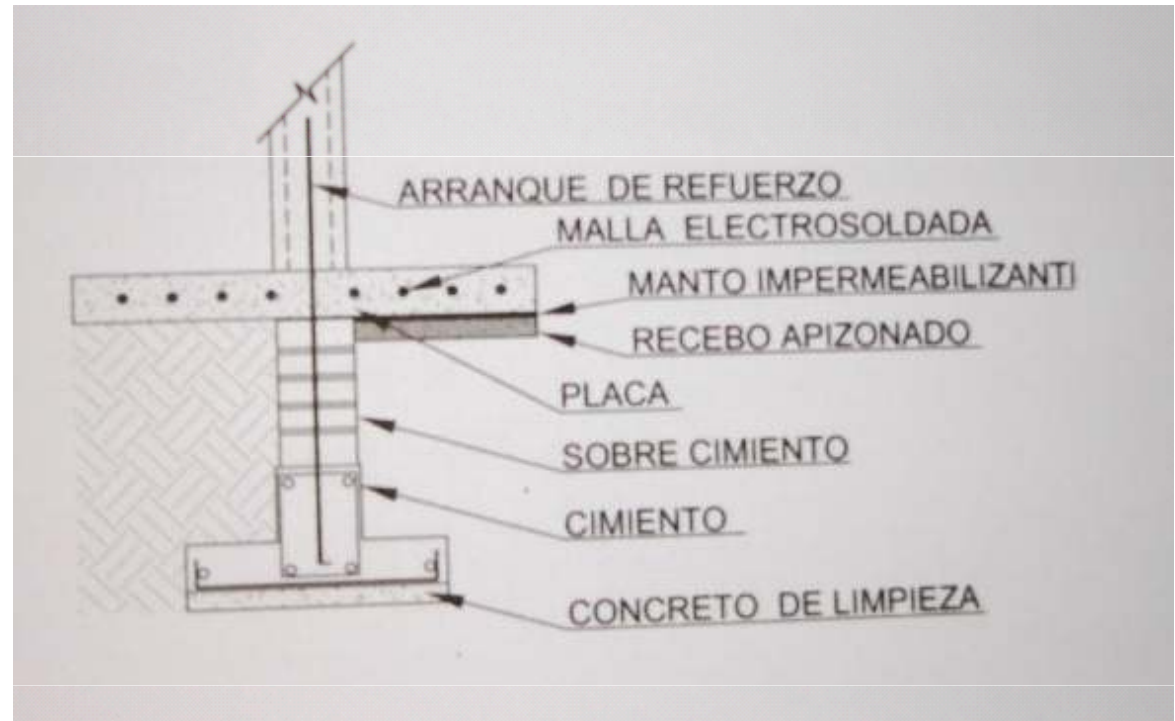 ARRANQUE DE REFUERZO
MALLA ELECTROSOLDADA
MANTO IMPERMEABILIZANTI
RECEBO APIZONADO
PLACA
SOBRE CIMIENTO
CIMIENTO
CONCRETO DE LIMPIEZA